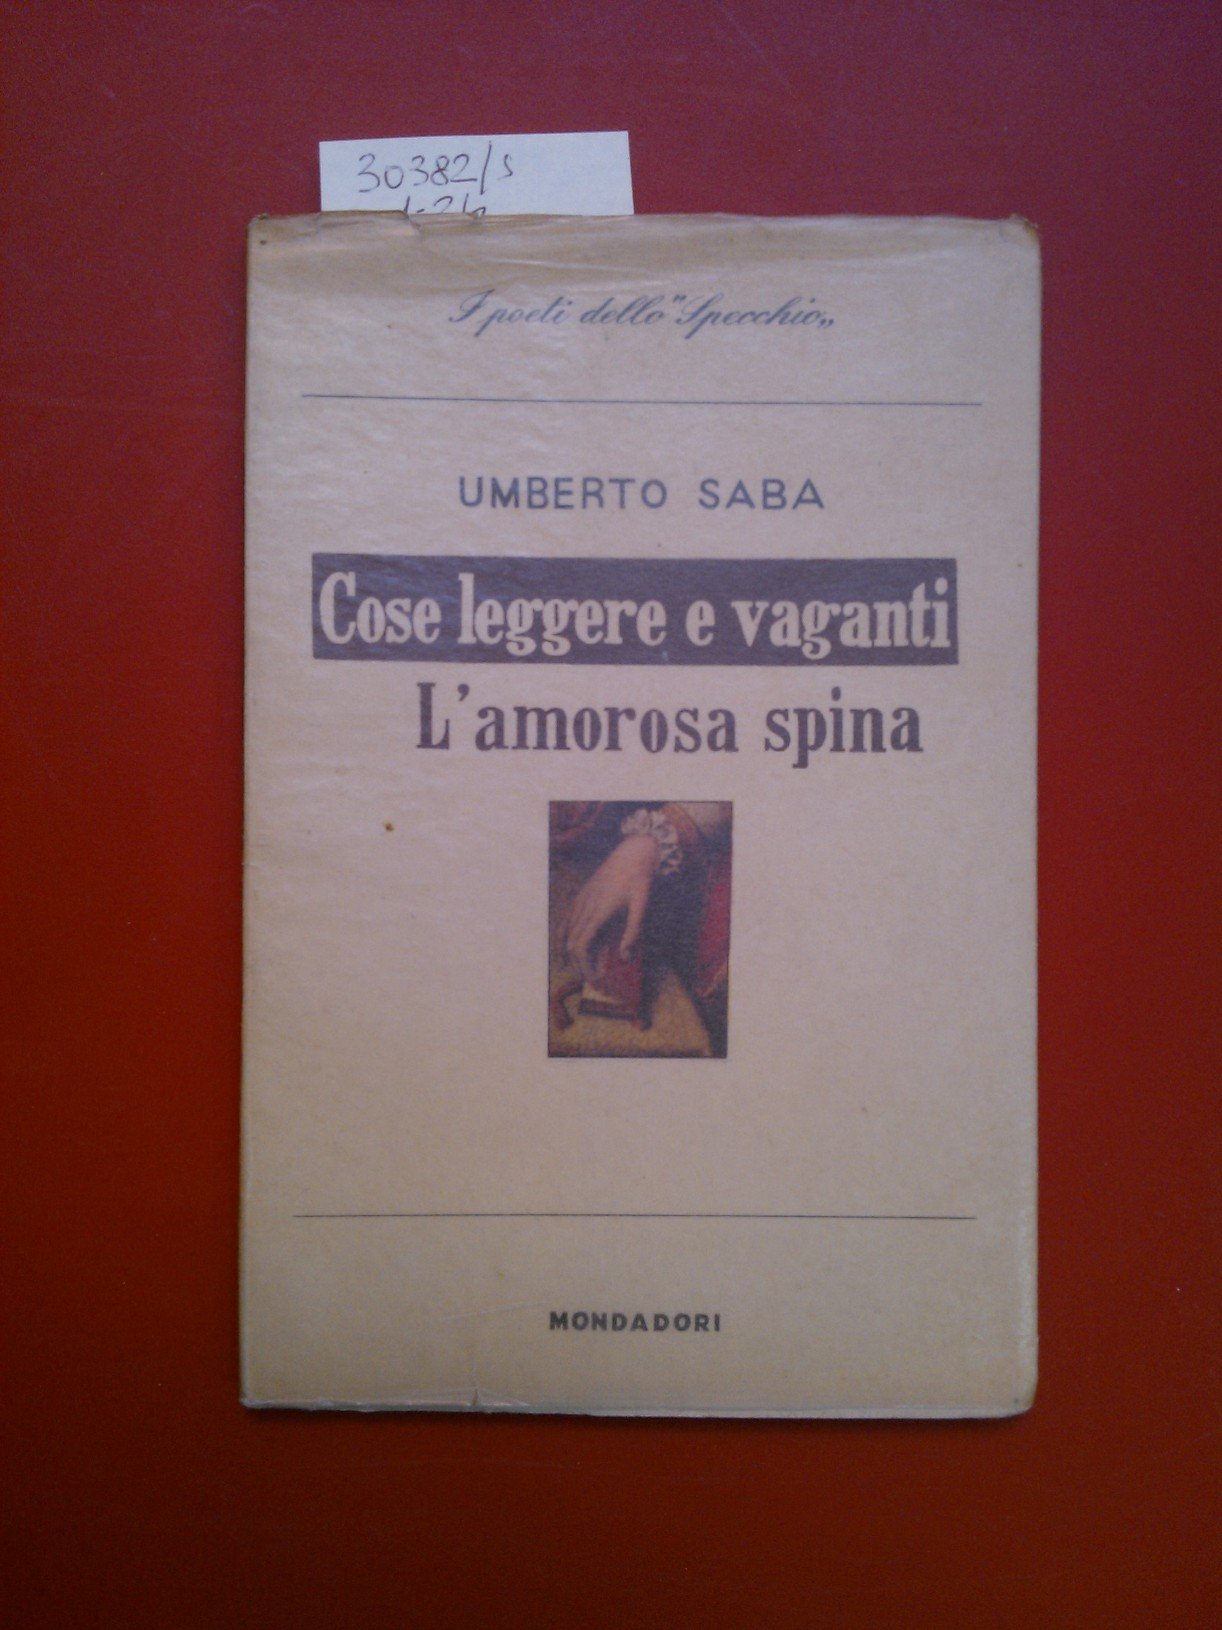 30382/s
I poeti dello "Specchio„
UMBERTO SABA
Cose leggere e vaganti
L'amorosa spina
MONDADORI